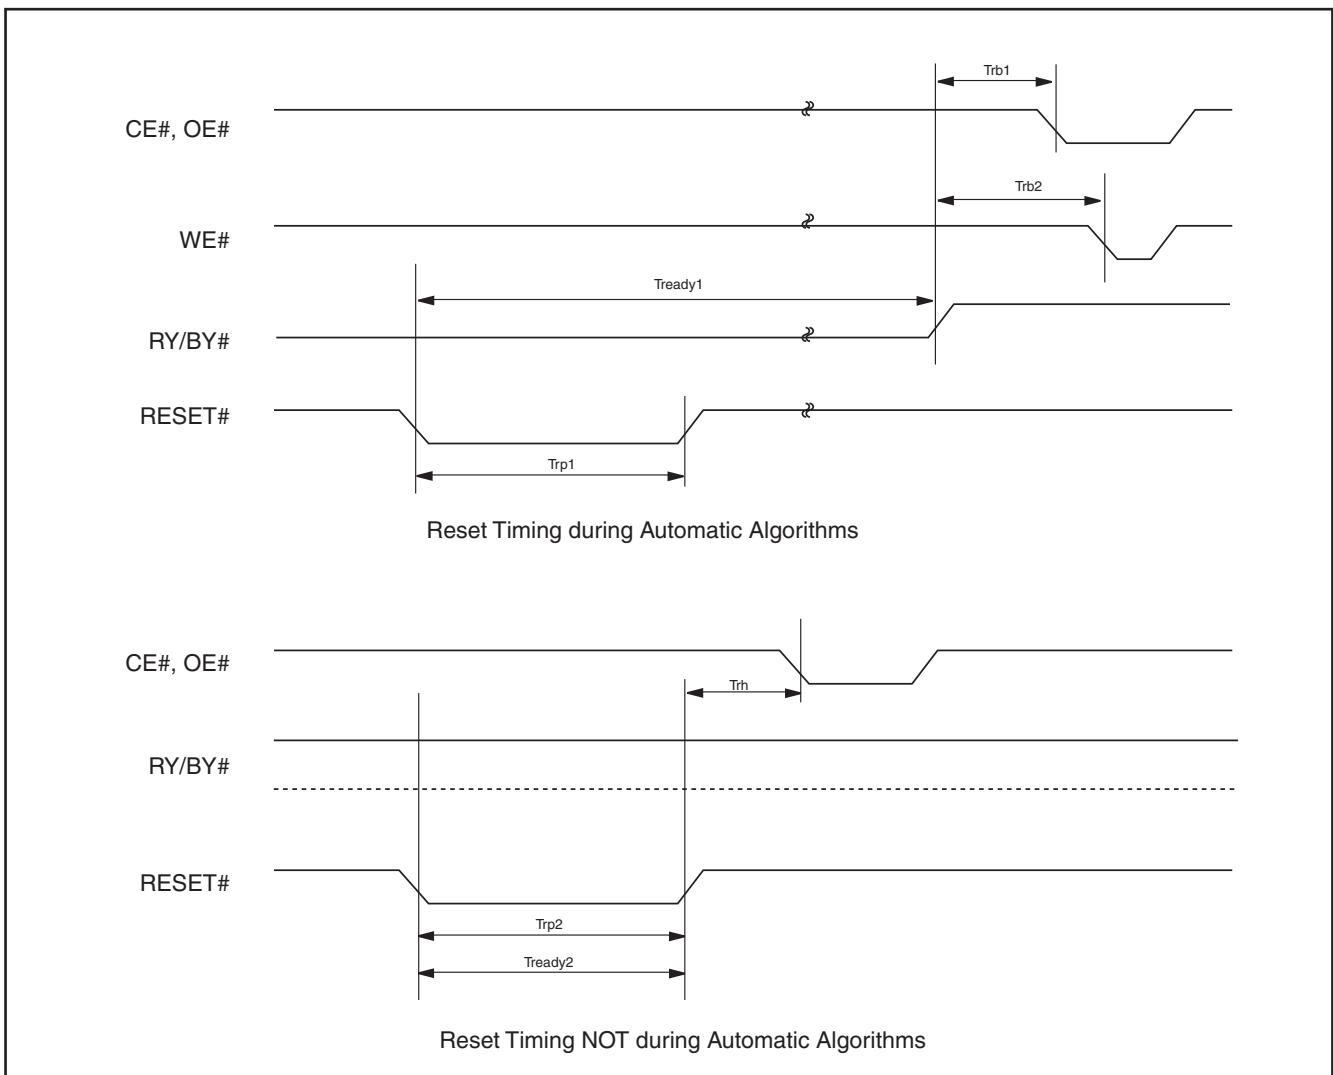 Trb1
CE#, OE#
Trb2
WE#
Tready1
RY/BY#
RESET#
Trp1
Reset Timing during Automatic Algorithms
CE#, OE#
Trh
RY/BY#
RESET#
Trp2
Tready2
Reset Timing NOT during Automatic Algorithms